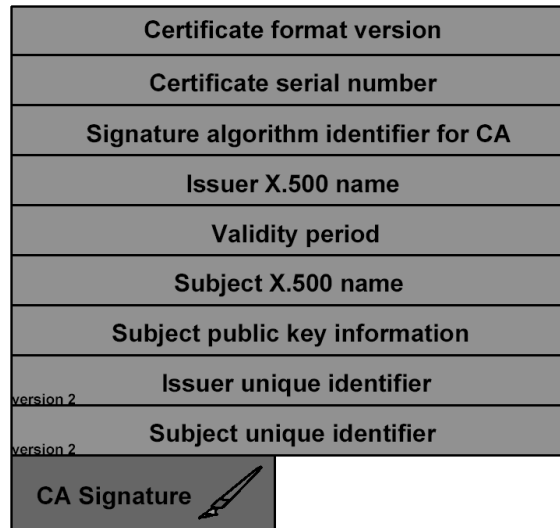 Certificate format version
Certificate serial number
Signature algorithm identifier for CA
Issuer X.500 name
Validity period
Subject X.500 name
Subject public key information
Issuer unique identifier
version 2
Subject unique identifier
version 2
CA Signature